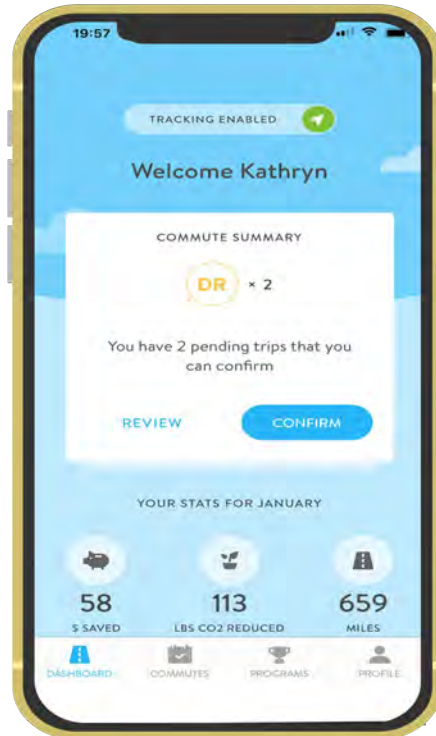 19:57
TRACKING ENABLED
Welcome Kathryn
COMMUTE SUMMARY
DR × 2
You have 2 pending trips that you
can confirm
REVIEW CONFIRM
YOUR STATS FOR JANUARY
58 113 659
$ SAVED LBS CO2 REDUCED MILES
DASHBOARD COMMUTES PROGRAMS PROFILE